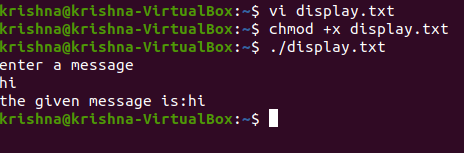 krishna@krishna-VirtualBox:~$ vi display.txt
krishna@krishna-VirtualBox:~$ chmod +x display.txt
krishna@krishna-VirtualBox:~$ ./display.txt
enter a message
hi
the given message is:hi
krishna@krishna-VirtualBox:~$